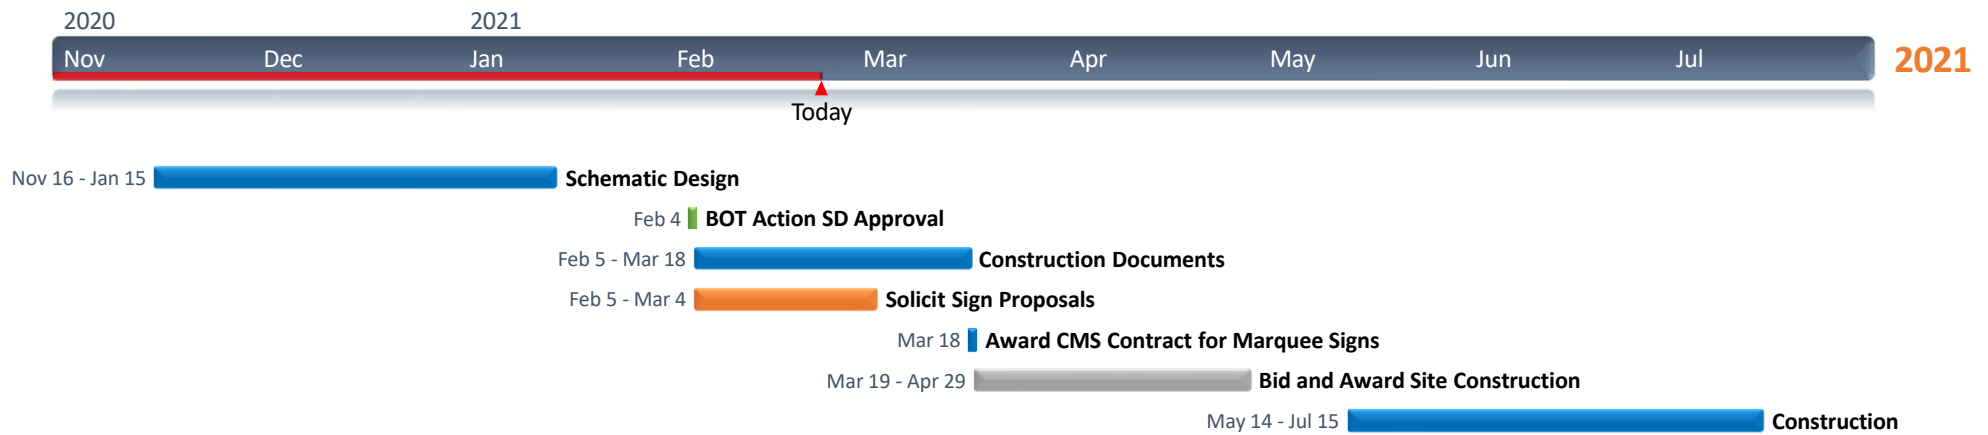 2020 2021
Nov Dec Jan Feb Mar Apr May Jun Jul 2021
Today
Nov 16 - Jan 15 Schematic Design
Feb 4 BOT Action SD Approval
Feb 5 - Mar 18 Construction Documents
Feb 5 - Mar 4 Solicit Sign Proposals
Mar 18 Award CMS Contract for Marquee Signs
Mar 19 - Apr 29 Bid and Award Site Construction
May 14 - Jul 15 Construction